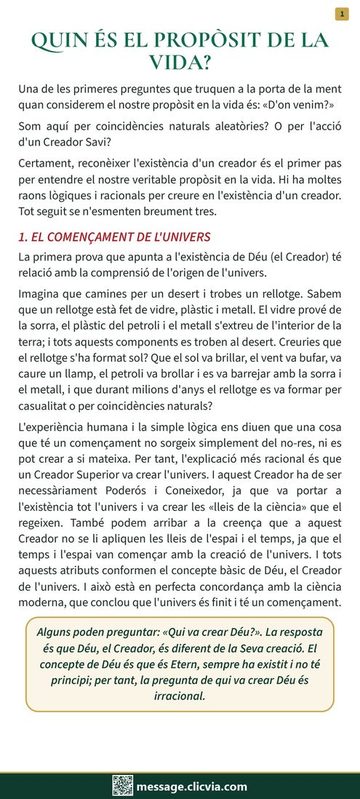 1
QUIN ÉS EL PROPÒSIT DE LA
VIDA?
Una de les primeres preguntes que truquen a la porta de la ment
quan considerem el nostre propòsit en la vida és: «D'on venim?»
Som aquí per coincidències naturals aleatòries? O per l'acció
d'un Creador Savi?
Certament, reconèixer l'existència d'un creador és el primer pas
per entendre el nostre veritable propòsit en la vida. Hi ha moltes
raons lògiques i racionals per creure en l'existència d'un creador.
Tot seguit se n'esmenten breument tres.
1. EL COMENÇAMENT DE L'UNIVERS
La primera prova que apunta a l'existència de Déu (el Creador) té
relació amb la comprensió de l'origen de l'univers.
Imagina que camines per un desert i trobes un rellotge. Sabem
que un rellotge està fet de vidre, plàstic i metall. El vidre prové de
la sorra, el plàstic del petroli i el metall s'extreu de l'interior de la
terra; i tots aquests components es troben al desert. Creuries que
el rellotge s'ha format sol? Que el sol va brillar, el vent va bufar, va
caure un llamp, el petroli va brollar i es va barrejar amb la sorra i
el metall, i que durant milions d'anys el rellotge es va formar per
casualitat o per coincidències naturals?
L'experiència humana i la simple lògica ens diuen que una cosa
que té un començament no sorgeix simplement del no-res, ni es
pot crear a si mateixa. Per tant, l'explicació més racional és que
un Creador Superior va crear l'univers. I aquest Creador ha de ser
necessàriament Poderós i Coneixedor, ja que va portar a
l'existència tot l'univers i va crear les «lleis de la ciència» que el
regeixen. També podem arribar a la creença que a aquest
Creador no se li apliquen les lleis de l'espai i el temps, ja que el
temps i l'espai van començar amb la creació de l'univers. I tots
aquests atributs conformen el concepte bàsic de Déu, el Creador
de l'univers. I això està en perfecta concordança amb la ciència
moderna, que conclou que l'univers és finit i té un començament.
Alguns poden preguntar: «Qui va crear Déu?». La resposta
és que Déu, el Creador, és diferent de la Seva creació. El
concepte de Déu és que és Etern, sempre ha existit i no té
principi; per tant, la pregunta de qui va crear Déu és
irracional.
message.clicvia.com